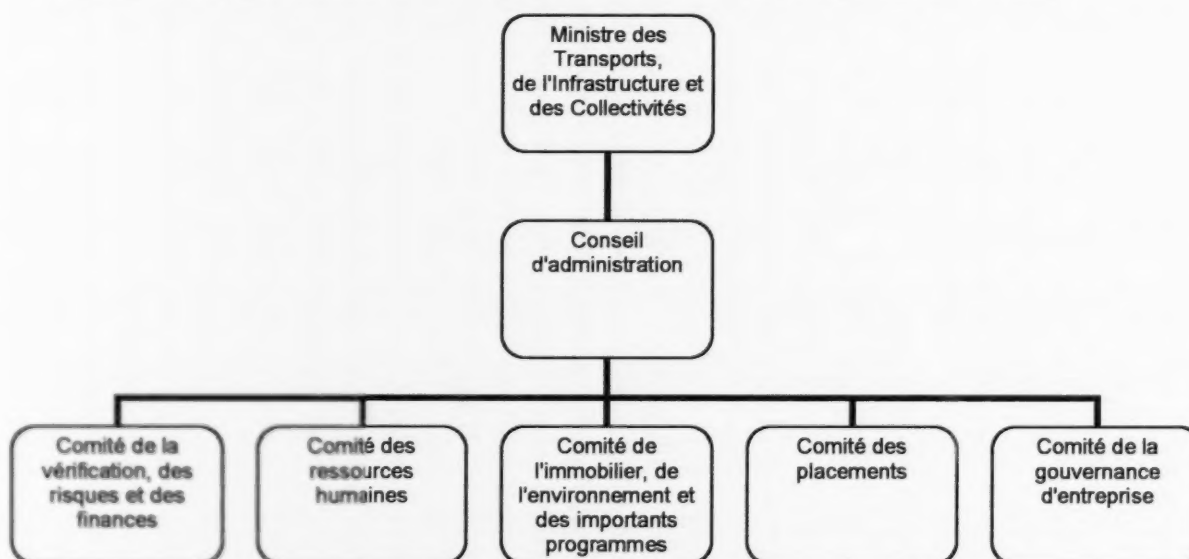 Ministre des
Transports,
de l'Infrastructure et
des Collectivités
Conseil
d'administration
Comité de la
vérification, des
risques et des
finances
Comité des
ressources
humaines
Comité de
l'immobilier, de
l'environnement et
des importants
programmes
Comité des
placements
Comité de la
gouvernance
d'entreprise